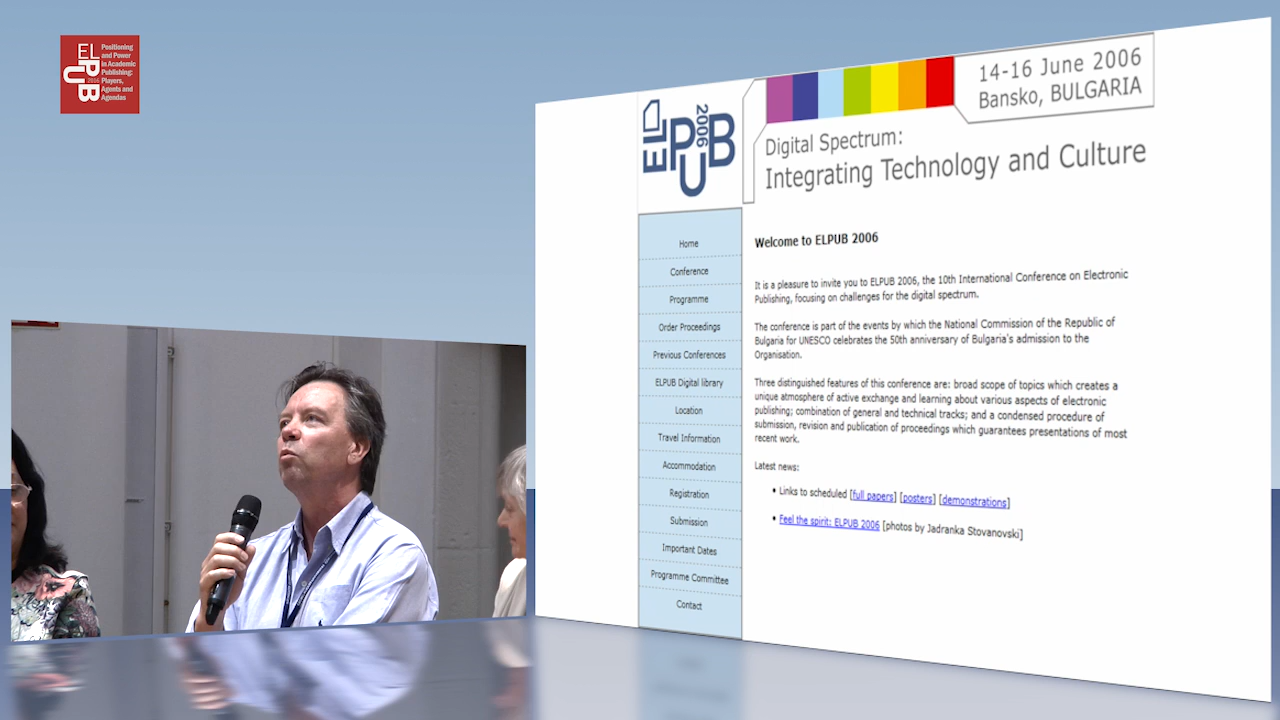 EL
PUB
2016
Positioning
and Power
in Academic
Publishing:
Players,
Agents and
Agendas
ELPUB
2006
14-16 June 2006
Bansko, BULGARIA
Digital Spectrum:
Integrating Technology and Culture
Home
Conference
Programme
Order Proceedings
Previous Conferences
ELPUB Digital library
Location
Travel Information
Accommodation
Registration
Submission
Important Dates
Programme Committee
Contact
Welcome to ELPUB 2006
It is a pleasure to invite you to ELPUB 2006, the 10th International Conference on Electronic
Publishing, focusing on challenges for the digital spectrum.
The conference is part of the events by which the National Commission of the Republic of
Bulgaria for UNESCO celebrates the 50th anniversary of Bulgaria's admission to the
Organisation.
Three distinguished features of this conference are: broad scope of topics which creates a
unique atmosphere of active exchange and learning about various aspects of electronic
publishing; combination of general and technical tracks; and a condensed procedure of
submission, revision and publication of proceedings which guarantees presentations of most
recent work.
Latest news:
• Links to scheduled [full papers] [posters] [demonstrations]
• Feel the spirit: ELPUB 2006 [photos by Jadranka Stovanovski]